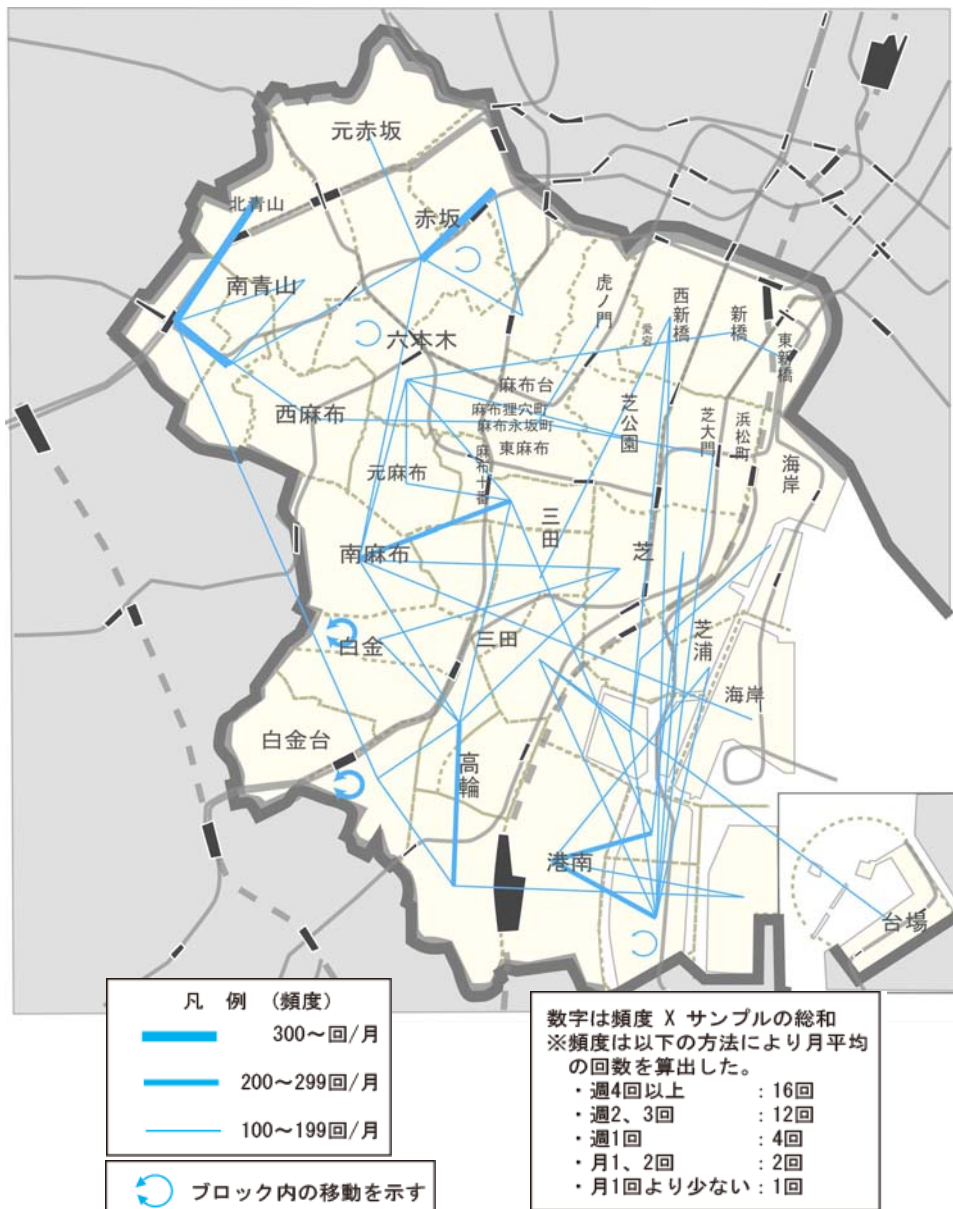 元赤坂
北青山
赤坂
南青山
虎ノ門
愛宕
西新橋
新橋
東新橋
六本木
麻布台
西麻布
麻布狸穴町
麻布永坂町
芝公園
芝大門
浜松町
東麻布
元麻布
麻布十番
海岸
三田
南麻布
芝
白金
三田
芝浦
海岸
白金台
高輪
港南
台場
凡 例 (頻度)
300～回/月
200～299回/月
100～199回/月
ブロック内の移動を示す
数字は頻度 X サンプルの総和
※頻度は以下の方法により月平均
の回数を算出した。
・週4回以上 : 16回
・週2、3回 : 12回
・週1回 : 4回
・月1、2回 : 2回
・月1回より少ない : 1回